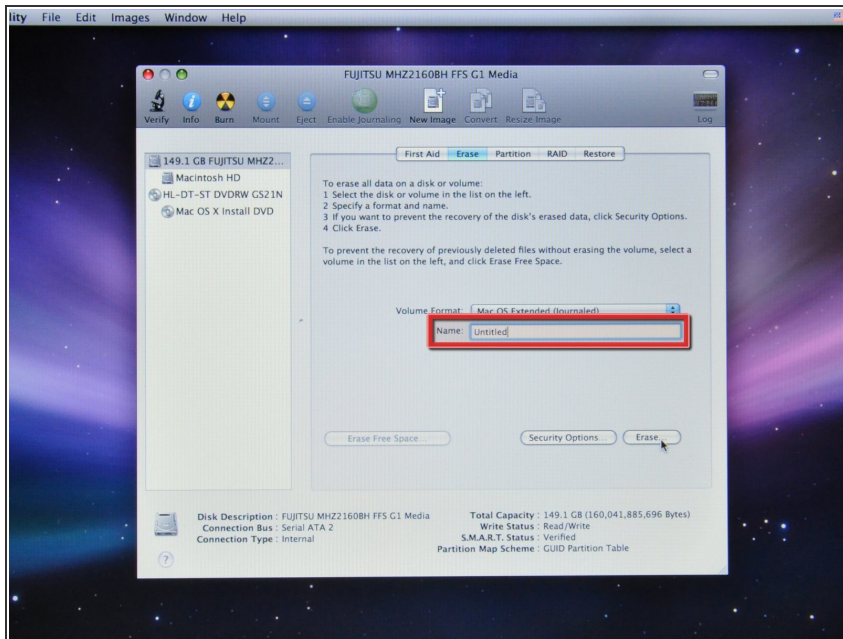 lity File Edit Images Window Help
FUJITSU MHZ2160BH FFS G1 Media
Verify Info Burn Mount Eject Enable Journaling New Image Convert Resize Image Log
149.1 GB FUJITSU MHZ2...
Macintosh HD
HL-DT-ST DVDRW GS21N
Mac OS X Install DVD
First Aid Erase Partition RAID Restore
To erase all data on a disk or volume:
1 Select the disk or volume in the list on the left.
2 Specify a format and name.
3 If you want to prevent the recovery of the disk's erased data, click Security Options.
4 Click Erase.
To prevent the recovery of previously deleted files without erasing the volume, select a
volume in the list on the left, and click Erase Free Space.
Volume Format: Mac OS Extended (Journaled)
Name: Untitled
Erase Free Space... Security Options... Erase...
Disk Description : FUJITSU MHZ2160BH FFS G1 Media
Connection Bus : Serial ATA 2
Connection Type : Internal
Total Capacity : 149.1 GB (160,041,885,696 Bytes)
Write Status : Read/Write
S.M.A.R.T. Status : Verified
Partition Map Scheme : GUID Partition Table
?